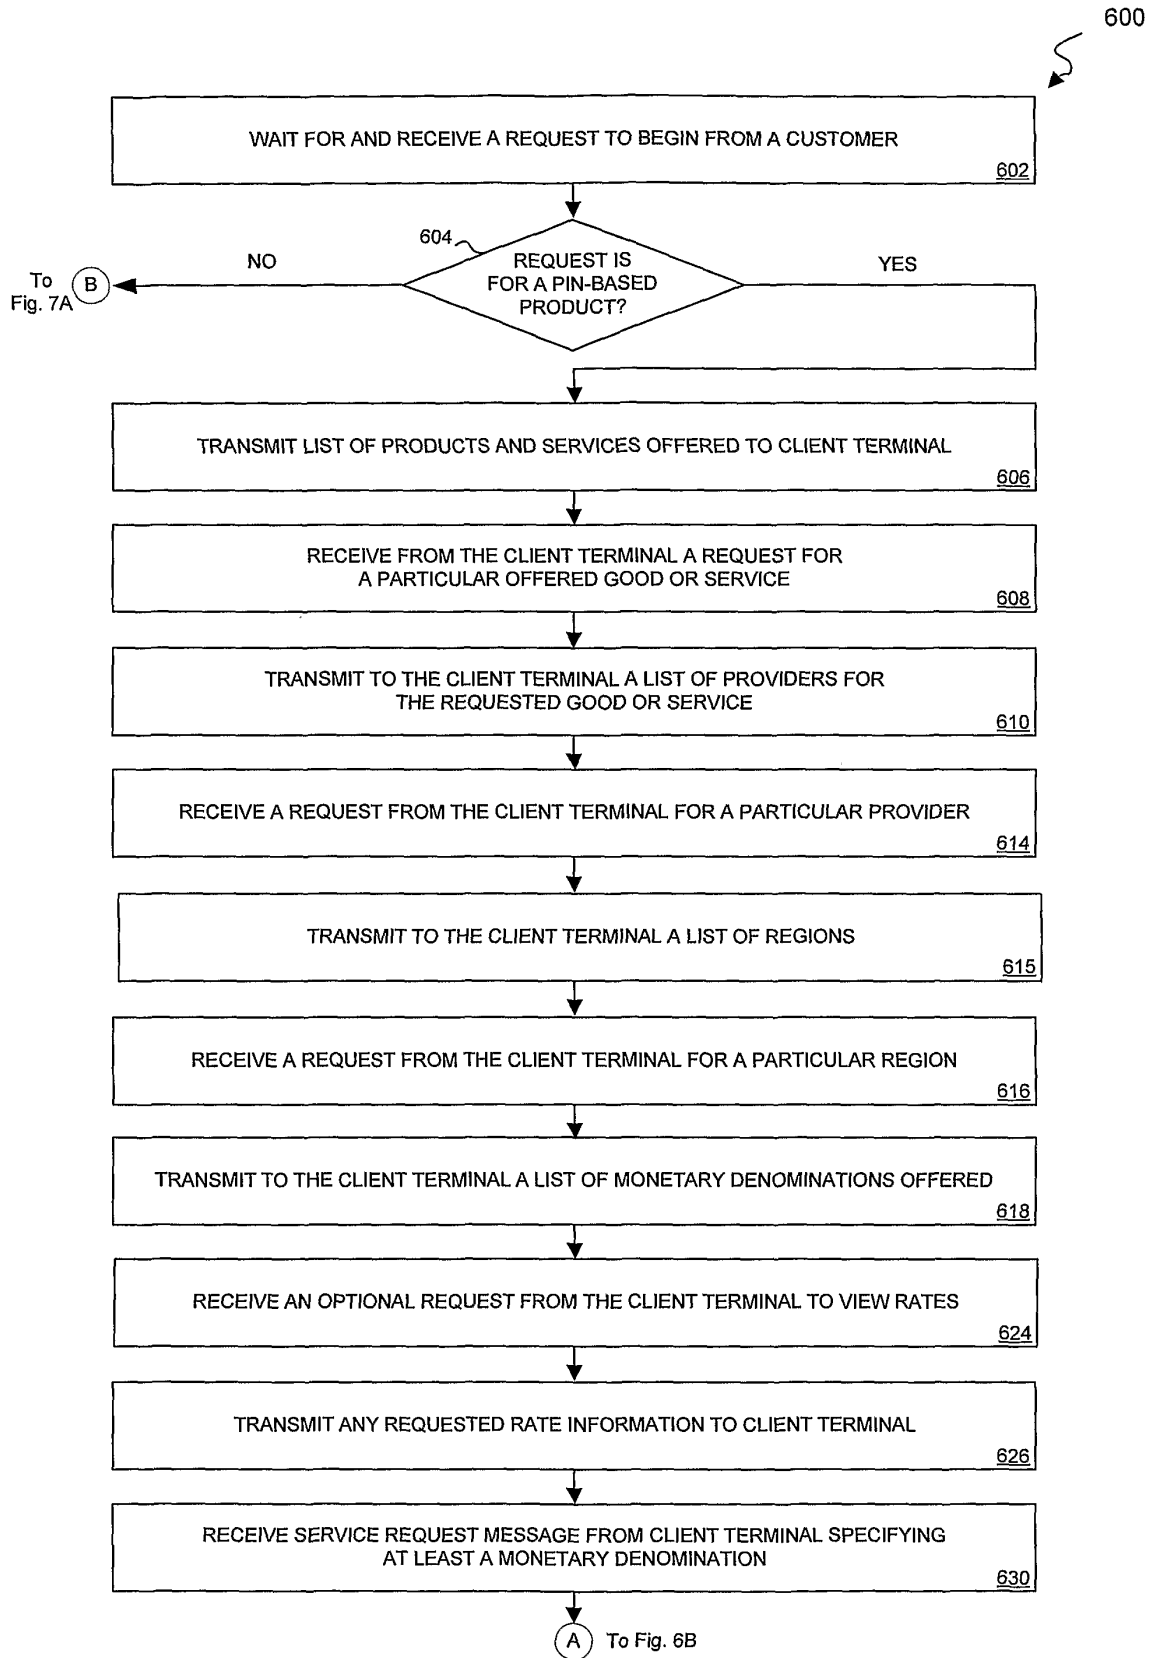 600
WAIT FOR AND RECEIVE A REQUEST TO BEGIN FROM A CUSTOMER
602
604
REQUEST IS
FOR A PIN-BASED
PRODUCT?
NO
YES
To
Fig. 7A
B
TRANSMIT LIST OF PRODUCTS AND SERVICES OFFERED TO CLIENT TERMINAL
606
RECEIVE FROM THE CLIENT TERMINAL A REQUEST FOR
A PARTICULAR OFFERED GOOD OR SERVICE
608
TRANSMIT TO THE CLIENT TERMINAL A LIST OF PROVIDERS FOR
THE REQUESTED GOOD OR SERVICE
610
RECEIVE A REQUEST FROM THE CLIENT TERMINAL FOR A PARTICULAR PROVIDER
614
TRANSMIT TO THE CLIENT TERMINAL A LIST OF REGIONS
615
RECEIVE A REQUEST FROM THE CLIENT TERMINAL FOR A PARTICULAR REGION
616
TRANSMIT TO THE CLIENT TERMINAL A LIST OF MONETARY DENOMINATIONS OFFERED
618
RECEIVE AN OPTIONAL REQUEST FROM THE CLIENT TERMINAL TO VIEW RATES
624
TRANSMIT ANY REQUESTED RATE INFORMATION TO CLIENT TERMINAL
626
RECEIVE SERVICE REQUEST MESSAGE FROM CLIENT TERMINAL SPECIFYING
AT LEAST A MONETARY DENOMINATION
630
A
To Fig. 6B